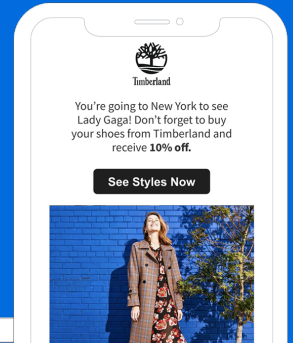 Timberland
You're going to New York to see
Lady Gaga! Don't forget to buy
your shoes from Timberland and
receive 10% off.
See Styles Now